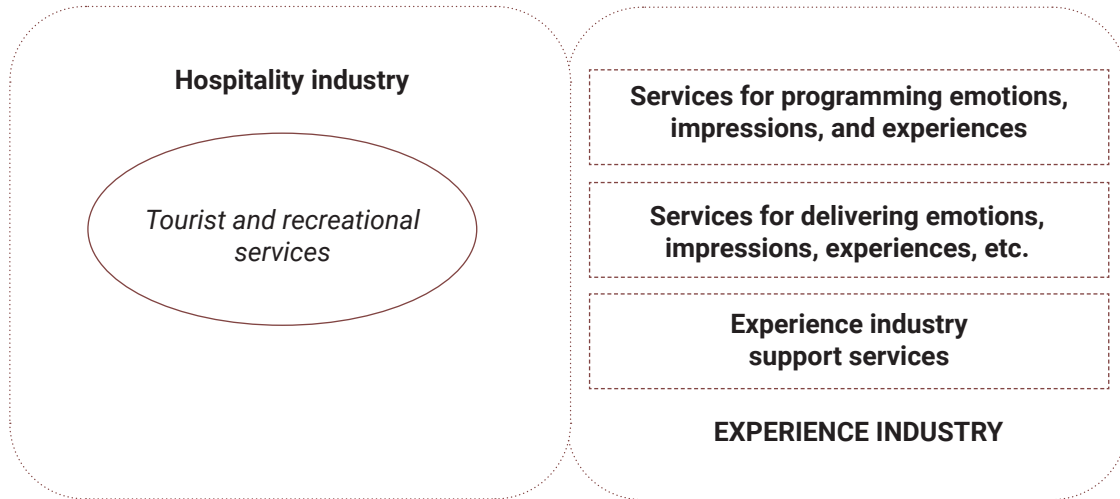 Hospitality industry
Tourist and recreational
services
Services for programming emotions,
impressions, and experiences
Services for delivering emotions,
impressions, experiences, etc.
Experience industry
support services
EXPERIENCE INDUSTRY